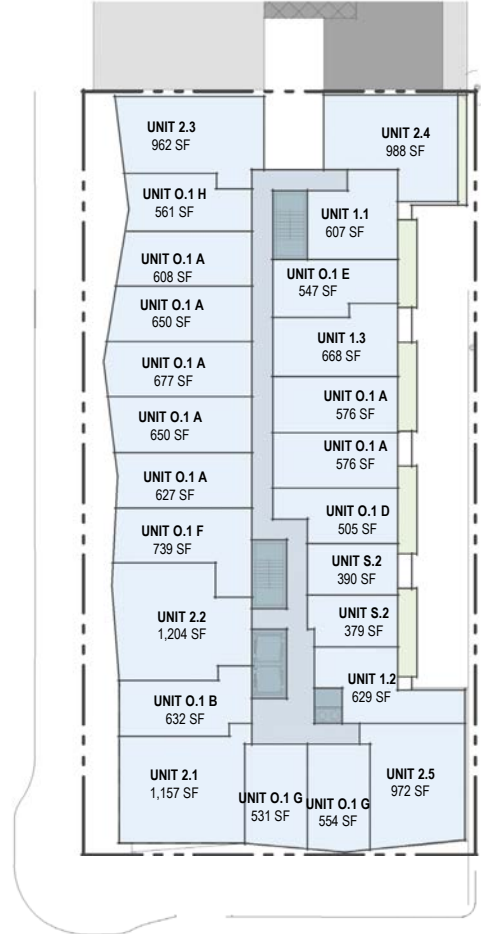 UNIT 2.3
962 SF
UNIT 2.4
988 SF
UNIT O.1 H
561 SF
UNIT 1.1
607 SF
UNIT O.1 A
608 SF
UNIT O.1 E
547 SF
UNIT O.1 A
650 SF
UNIT 1.3
668 SF
UNIT O.1 A
677 SF
UNIT O.1 A
576 SF
UNIT O.1 A
650 SF
UNIT O.1 A
576 SF
UNIT O.1 A
627 SF
UNIT O.1 D
505 SF
UNIT O.1 F
739 SF
UNIT S.2
390 SF
UNIT 2.2
1,204 SF
UNIT S.2
379 SF
UNIT 1.2
629 SF
UNIT O.1 B
632 SF
UNIT 2.1
1,157 SF
UNIT O.1 G
531 SF
UNIT O.1 G
554 SF
UNIT 2.5
972 SF